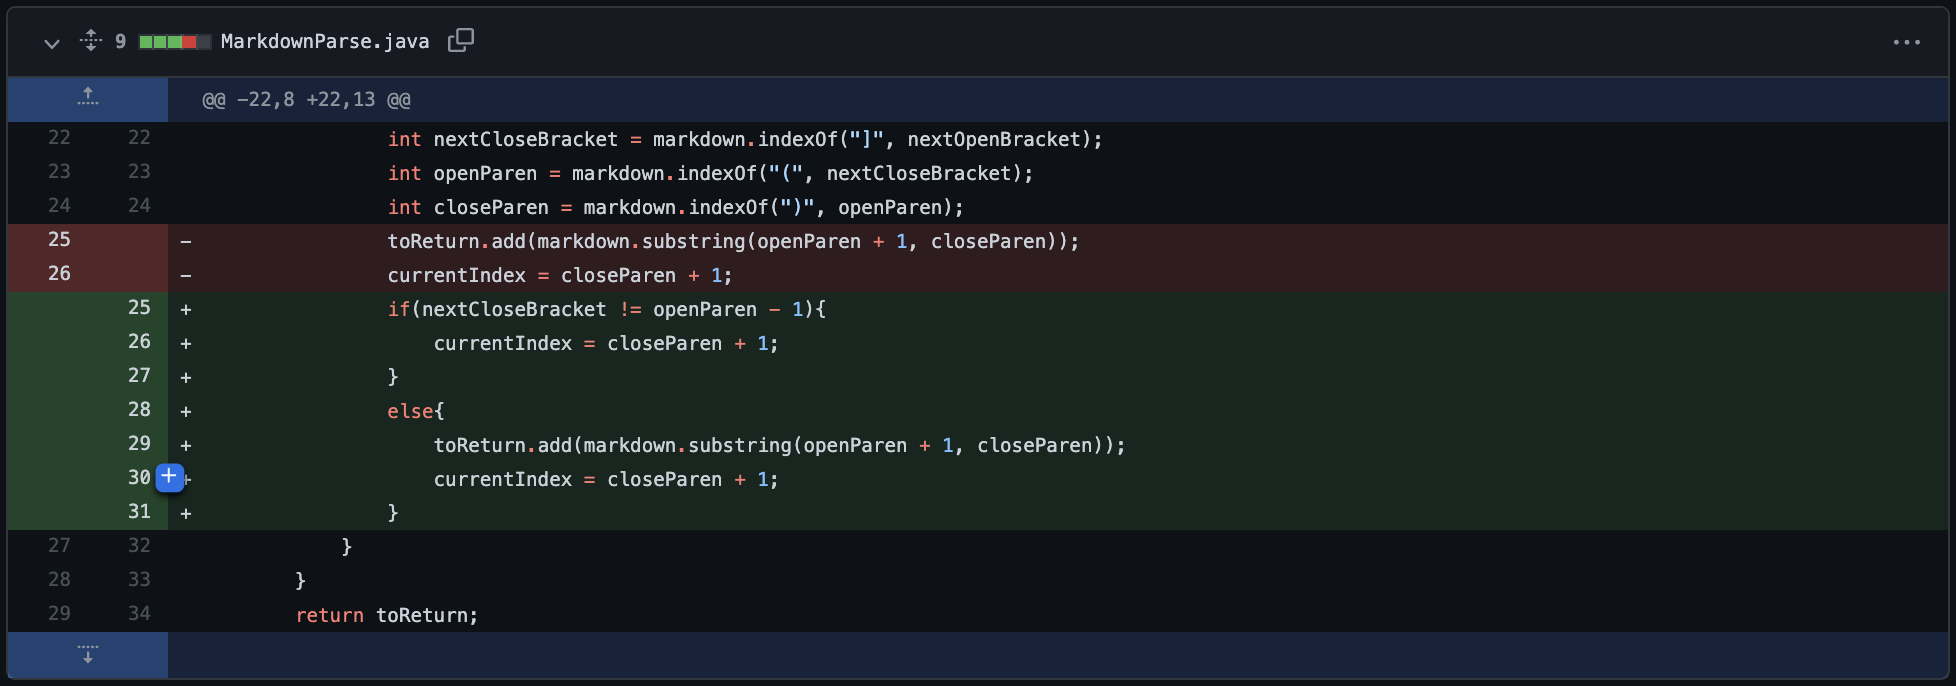 9 MarkdownParse.java
@@ -22,8 +22,13 @@
22 22 int nextCloseBracket = markdown.indexOf("]", nextOpenBracket);
23 23 int openParen = markdown.indexOf("(", nextCloseBracket);
24 24 int closeParen = markdown.indexOf(")", openParen);
25 - toReturn.add(markdown.substring(openParen + 1, closeParen));
26 - currentIndex = closeParen + 1;
25 + if(nextCloseBracket != openParen - 1){
26 + currentIndex = closeParen + 1;
27 + }
28 + else{
29 + toReturn.add(markdown.substring(openParen + 1, closeParen));
30 + currentIndex = closeParen + 1;
31 + }
27 32 }
28 33 }
29 34 return toReturn;